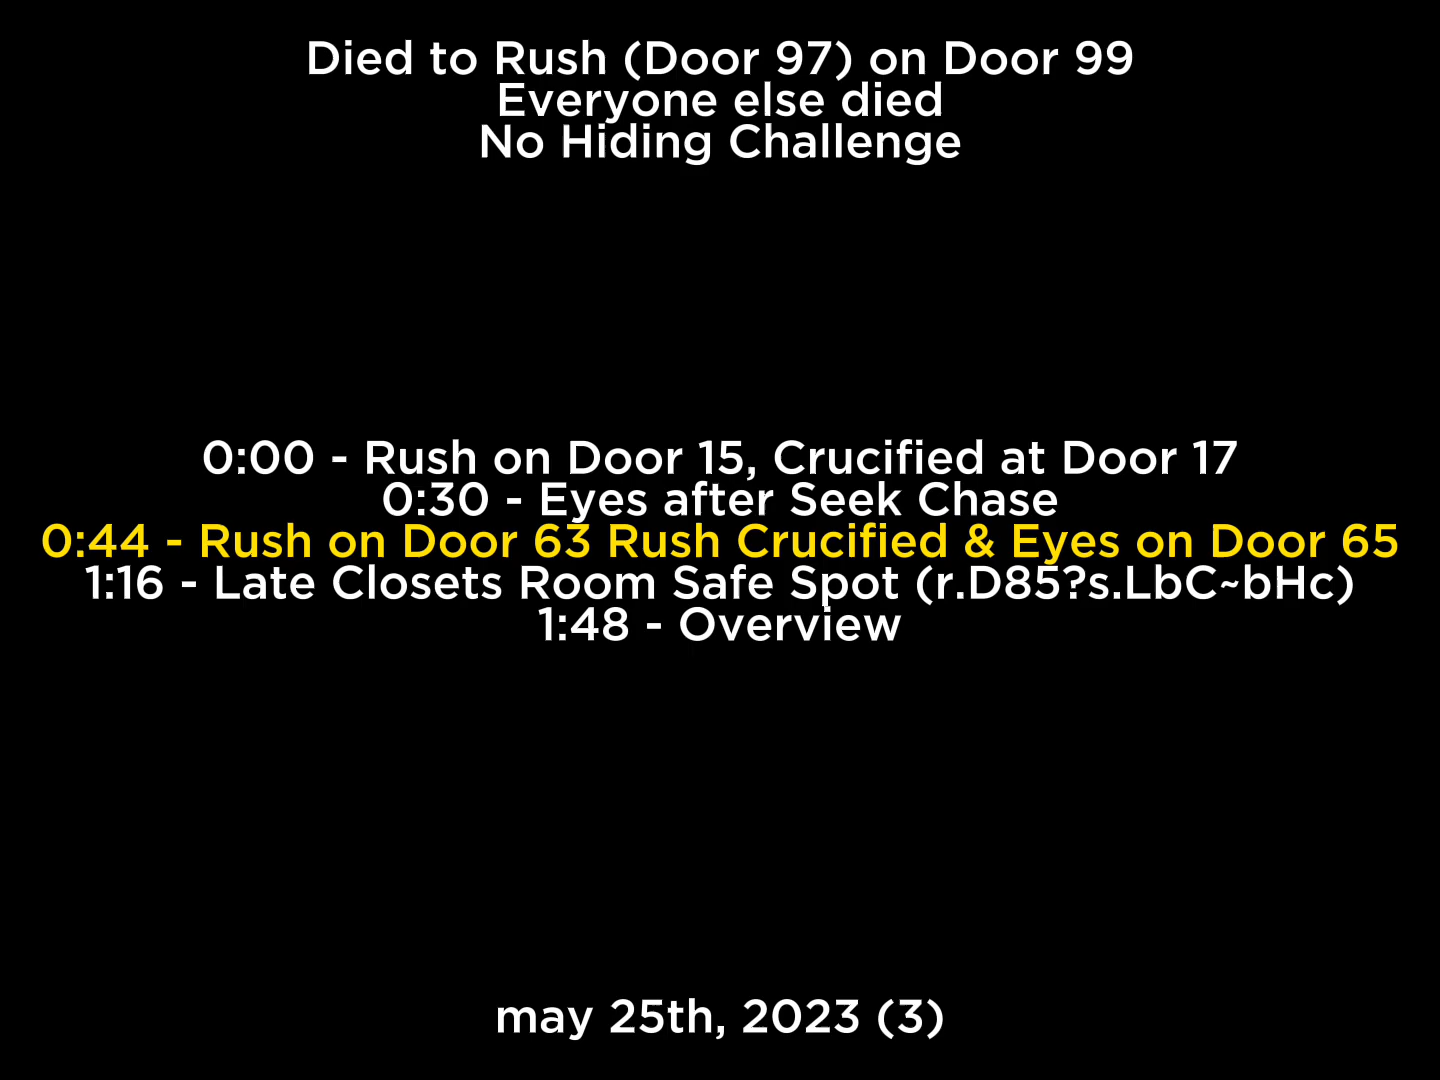 Died to Rush (Door 97) on Door 99
Everyone else died
No Hiding Challenge
0:00 - Rush on Door 15, Crucified at Door 17
0:30 - Eyes after Seek Chase
0:44 - Rush on Door 63 Rush Crucified & Eyes on Door 65
1:16 - Late Closets Room Safe Spot (r.D85?s.LbC~bHc)
1:48 - Overview
may 25th, 2023 (3)